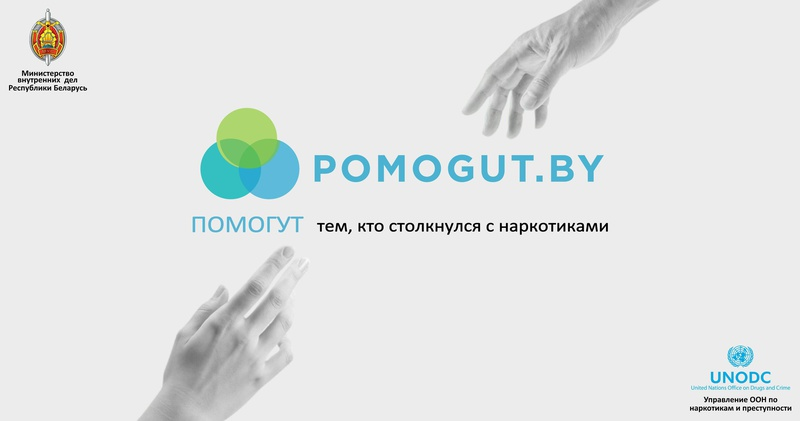 Министерство
внутренних дел
Республики Беларусь
POMOGUT.BY
ПОМОГУТ тем, кто столкнулся с наркотиками
UNODC
United Nations Office on Drugs and Crime
Управление ООН по
наркотикам и преступности